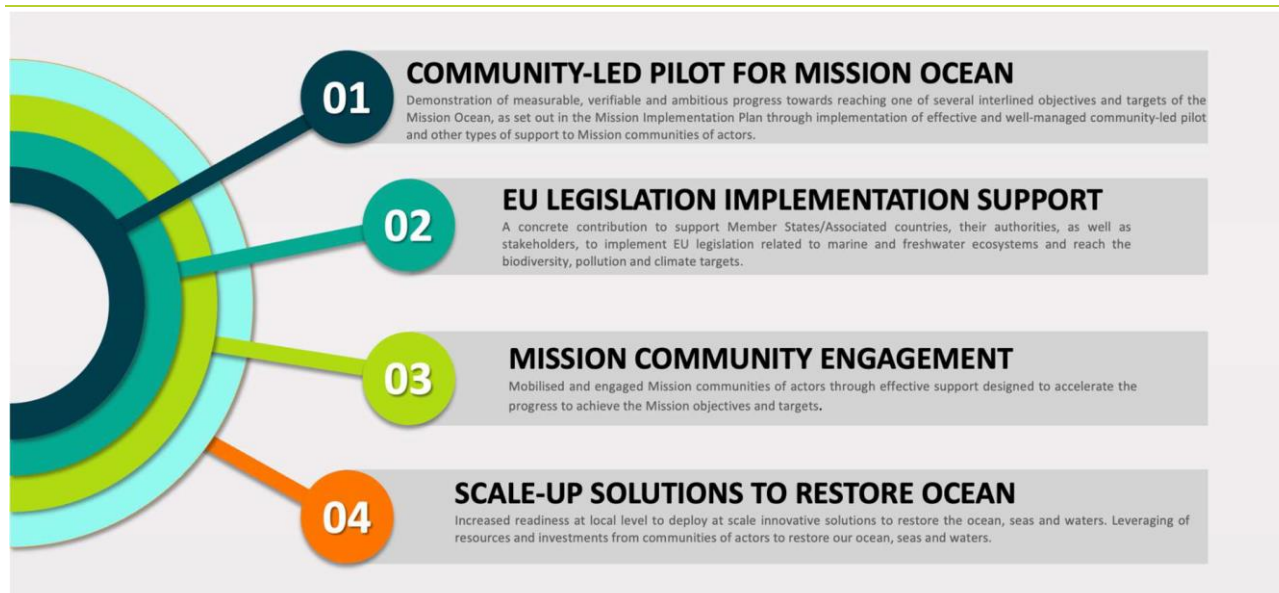 01
COMMUNITY-LED PILOT FOR MISSION OCEAN
Demonstration of measurable, verifiable and ambitious progress towards reaching one of several interlined objectives and targets of the
Mission Ocean, as set out in the Mission Implementation Plan through implementation of effective and well-managed community-led pilot
and other types of support to Mission communities of actors.
02
EU LEGISLATION IMPLEMENTATION SUPPORT
A concrete contribution to support Member States/Associated countries, their authorities, as well as
stakeholders, to implement EU legislation related to marine and freshwater ecosystems and reach the
biodiversity, pollution and climate targets.
03
MISSION COMMUNITY ENGAGEMENT
Mobilised and engaged Mission communities of actors through effective support designed to accelerate the
progress to achieve the Mission objectives and targets.
04
SCALE-UP SOLUTIONS TO RESTORE OCEAN
Increased readiness at local level to deploy at scale innovative solutions to restore the ocean, seas and waters. Leveraging of
resources and investments from communities of actors to restore our ocean, seas and waters.